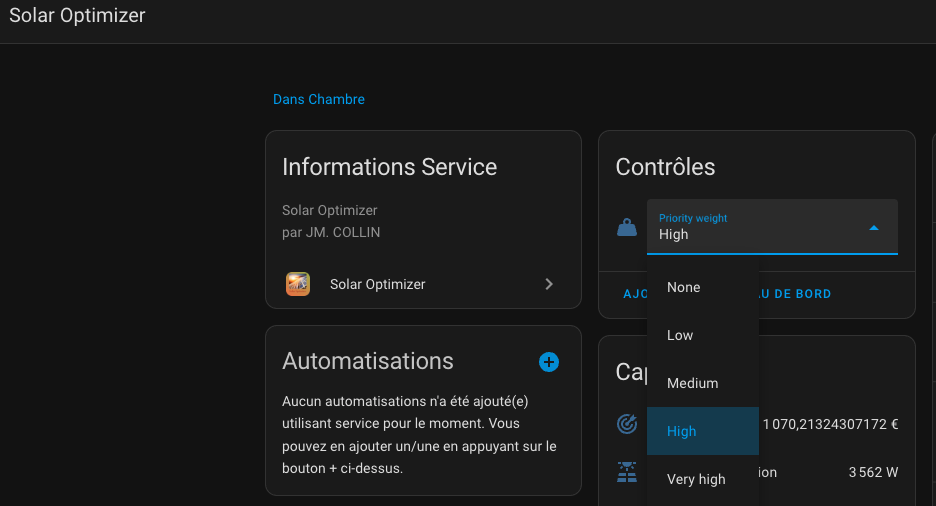 Solar Optimizer
Dans Chambre
Informations Service
Solar Optimizer
par JM. COLLIN
Solar Optimizer
Automatisations
Aucun automatisations n'a été ajouté(e)
utilisant service pour le moment. Vous
pouvez en ajouter un/une en appuyant sur le
bouton + ci-dessus.
Contrôles
Priority weight
High
AJO
AU DE BORD
None
Low
Medium
High
Very high
Cap
1 070,21324307172 €
ion
3 562 W